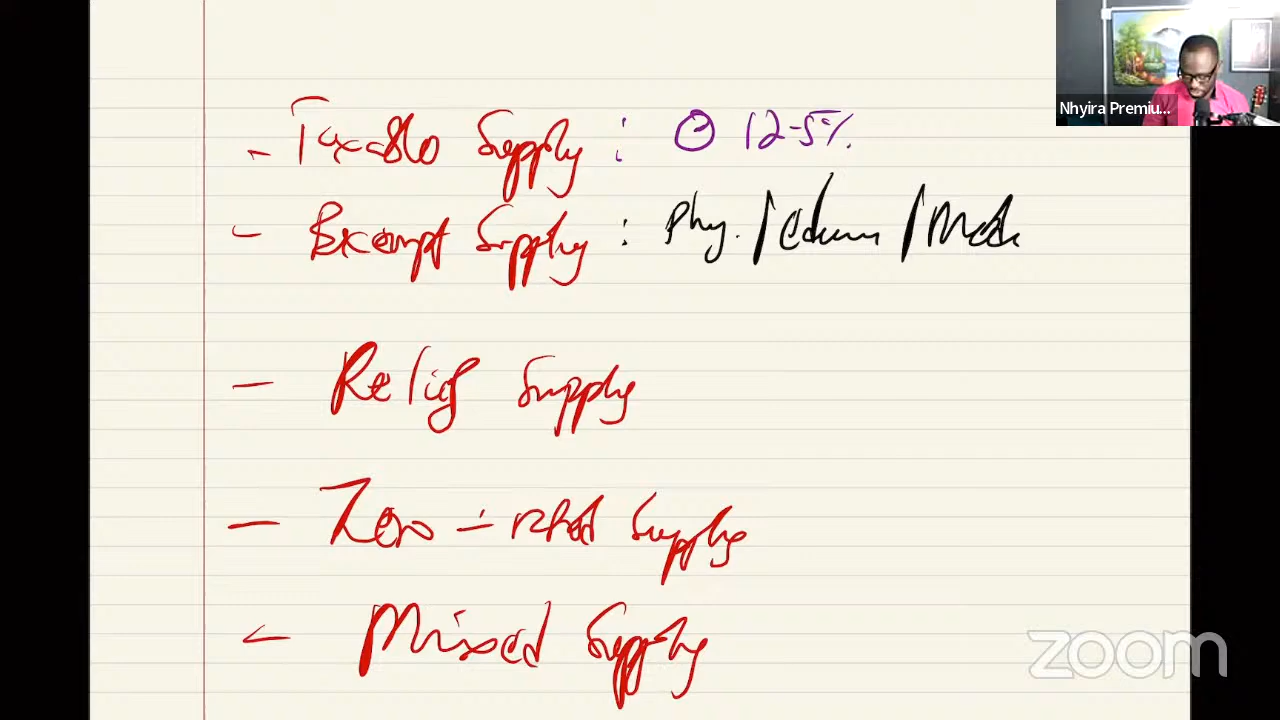 Nhyira Premiu...
- Taxable Supply : @ 12.5%
- Exempt Supply : Phy. / Educ / Med
- Relief Supply
- Zero - rated Supply
- Mixed Supply
zoom